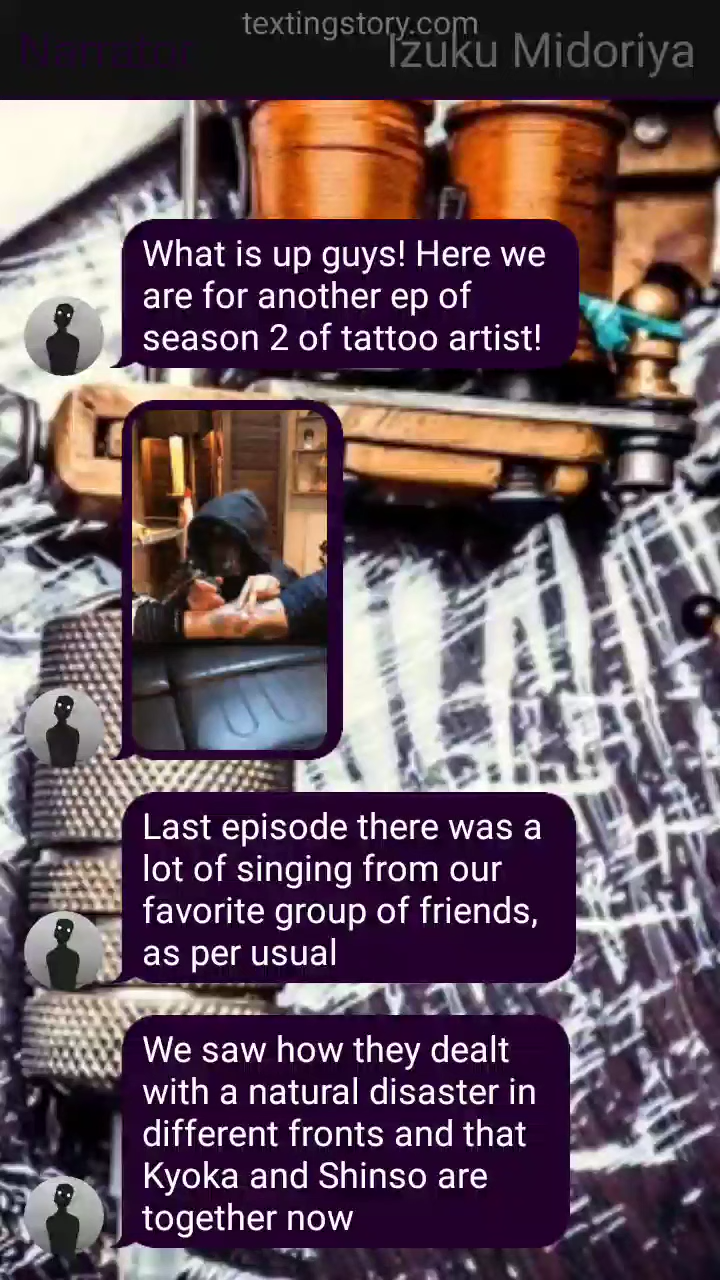 textingstory.com
Narrator
Izuku Midoriya
What is up guys! Here we
are for another ep of
season 2 of tattoo artist!
Last episode there was a
lot of singing from our
favorite group of friends,
as per usual
We saw how they dealt
with a natural disaster in
different fronts and that
Kyoka and Shinso are
together now